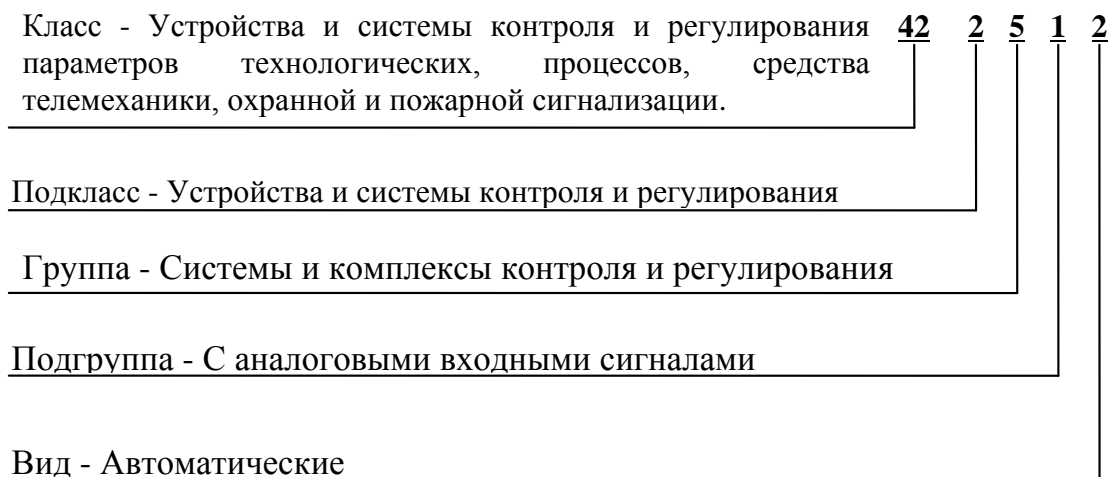 Класс - Устройства и системы контроля и регулирования 42 2 5 1 2
параметров технологических, процессов, средства
телемеханики, охранной и пожарной сигнализации.
Подкласс - Устройства и системы контроля и регулирования
Группа - Системы и комплексы контроля и регулирования
Подгруппа - С аналоговыми входными сигналами
Вид - Автоматические